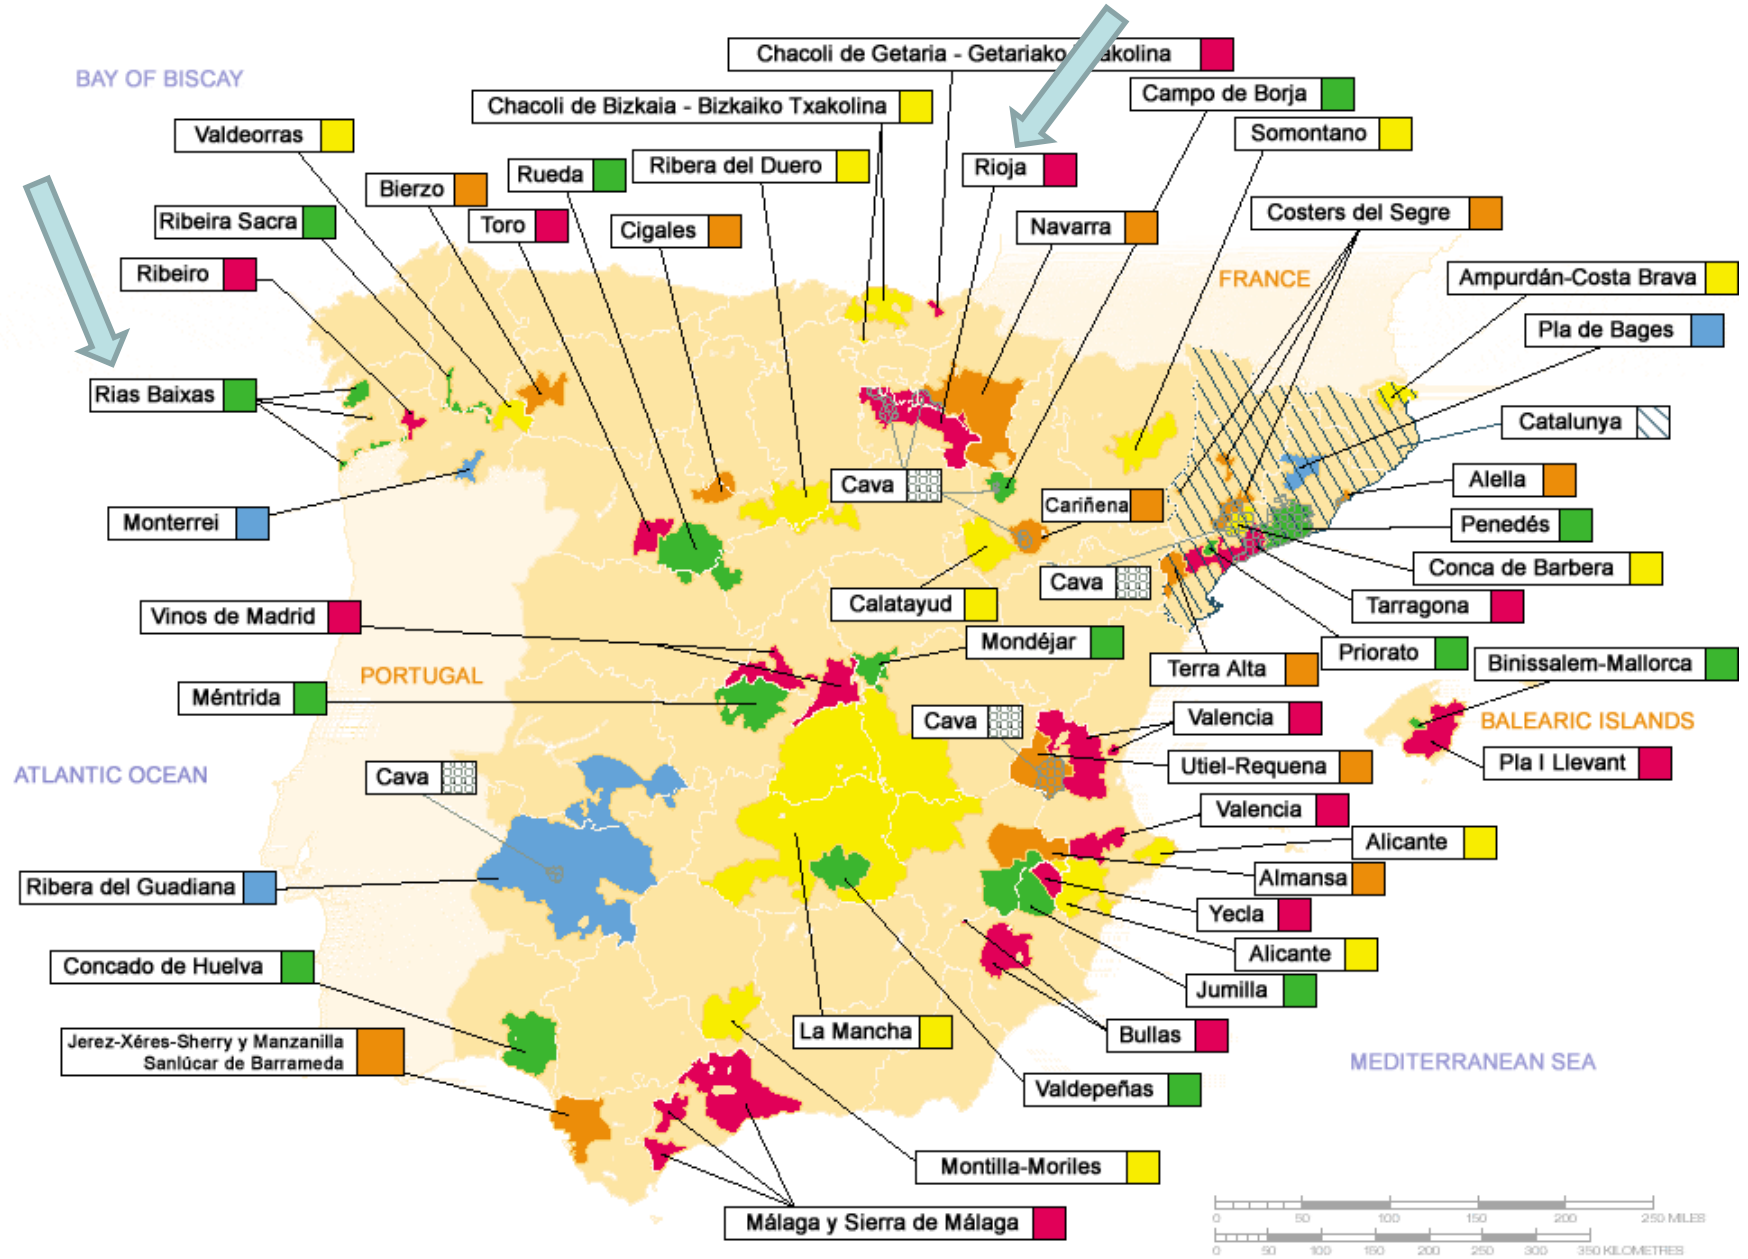 Chacoli de Getaria - Getariako akolina
BAY OF BISCAY
Campo de Borja
Chacoli de Bizkaia - Bizkaiko Txakolina
Valdeorras
Somontano
Ribera del Duero
Rioja
Rueda
Bierzo
Ribeira Sacra
Toro
Cigales
Navarra
Costers del Segre
Ribeiro
FRANCE
Ampurdán-Costa Brava
Pla de Bages
Rias Baixas
Catalunya
Cava
Alella
Cariñena
Monterrei
Penedés
Conca de Barbera
Cava
Calatayud
Tarragona
Vinos de Madrid
Mondéjar
Priorato
Binissalem-Mallorca
Terra Alta
PORTUGAL
Méntrida
Cava
Valencia
BALEARIC ISLANDS
Utiel-Requena
Pla I Llevant
ATLANTIC OCEAN
Cava
Valencia
Alicante
Ribera del Guadiana
Almansa
Yecla
Alicante
Concado de Huelva
Jumilla
La Mancha
Bullas
Jerez-Xéres-Sherry y Manzanilla
Sanlúcar de Barrameda
MEDITERRANEAN SEA
Valdepeñas
Montilla-Moriles
Málaga y Sierra de Málaga
0 50 100 150 200 250 MILES
0 50 100 150 200 250 300 350 KILOMETRES